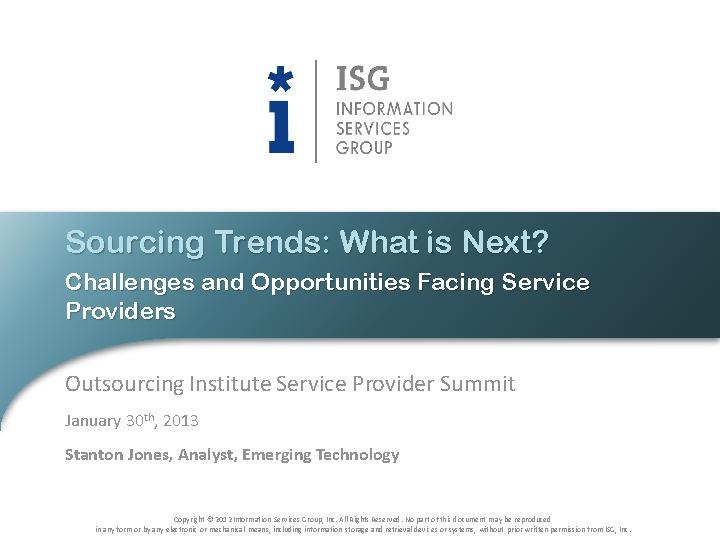 ISG
INFORMATION
SERVICES
GROUP
Sourcing Trends: What is Next?
Challenges and Opportunities Facing Service
Providers
Outsourcing Institute Service Provider Summit
January 30th, 2013
Stanton Jones, Analyst, Emerging Technology
Copyright © 2012 Information Services Group, Inc. All Rights Reserved. No part of this document may be reproduced
in any form or by any electronic or mechanical means, including information storage and retrieval devices or systems, without prior written permission from ISG, Inc.